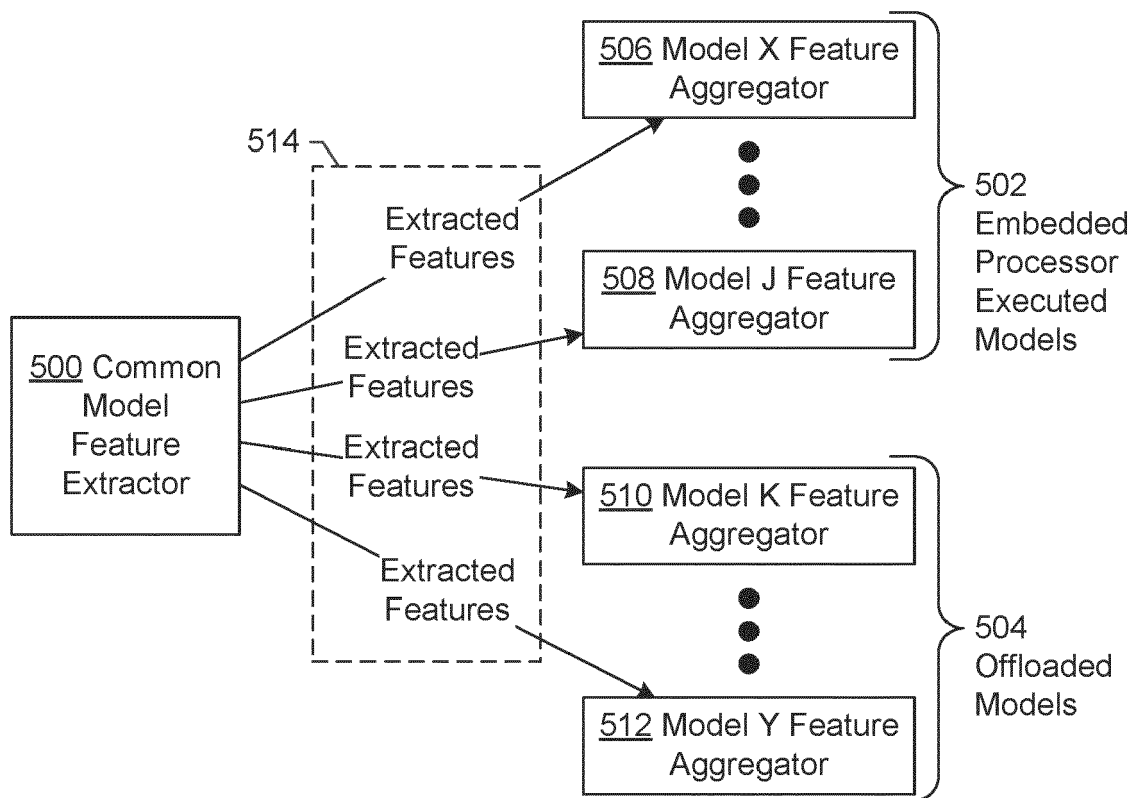 506 Model X Feature
Aggregator
514
Extracted
Features
502
Embedded
Processor
Executed
Models
508 Model J Feature
Aggregator
500 Common
Model
Feature
Extractor
Extracted
Features
Extracted
Features
510 Model K Feature
Aggregator
Extracted
Features
504
Offloaded
Models
512 Model Y Feature
Aggregator